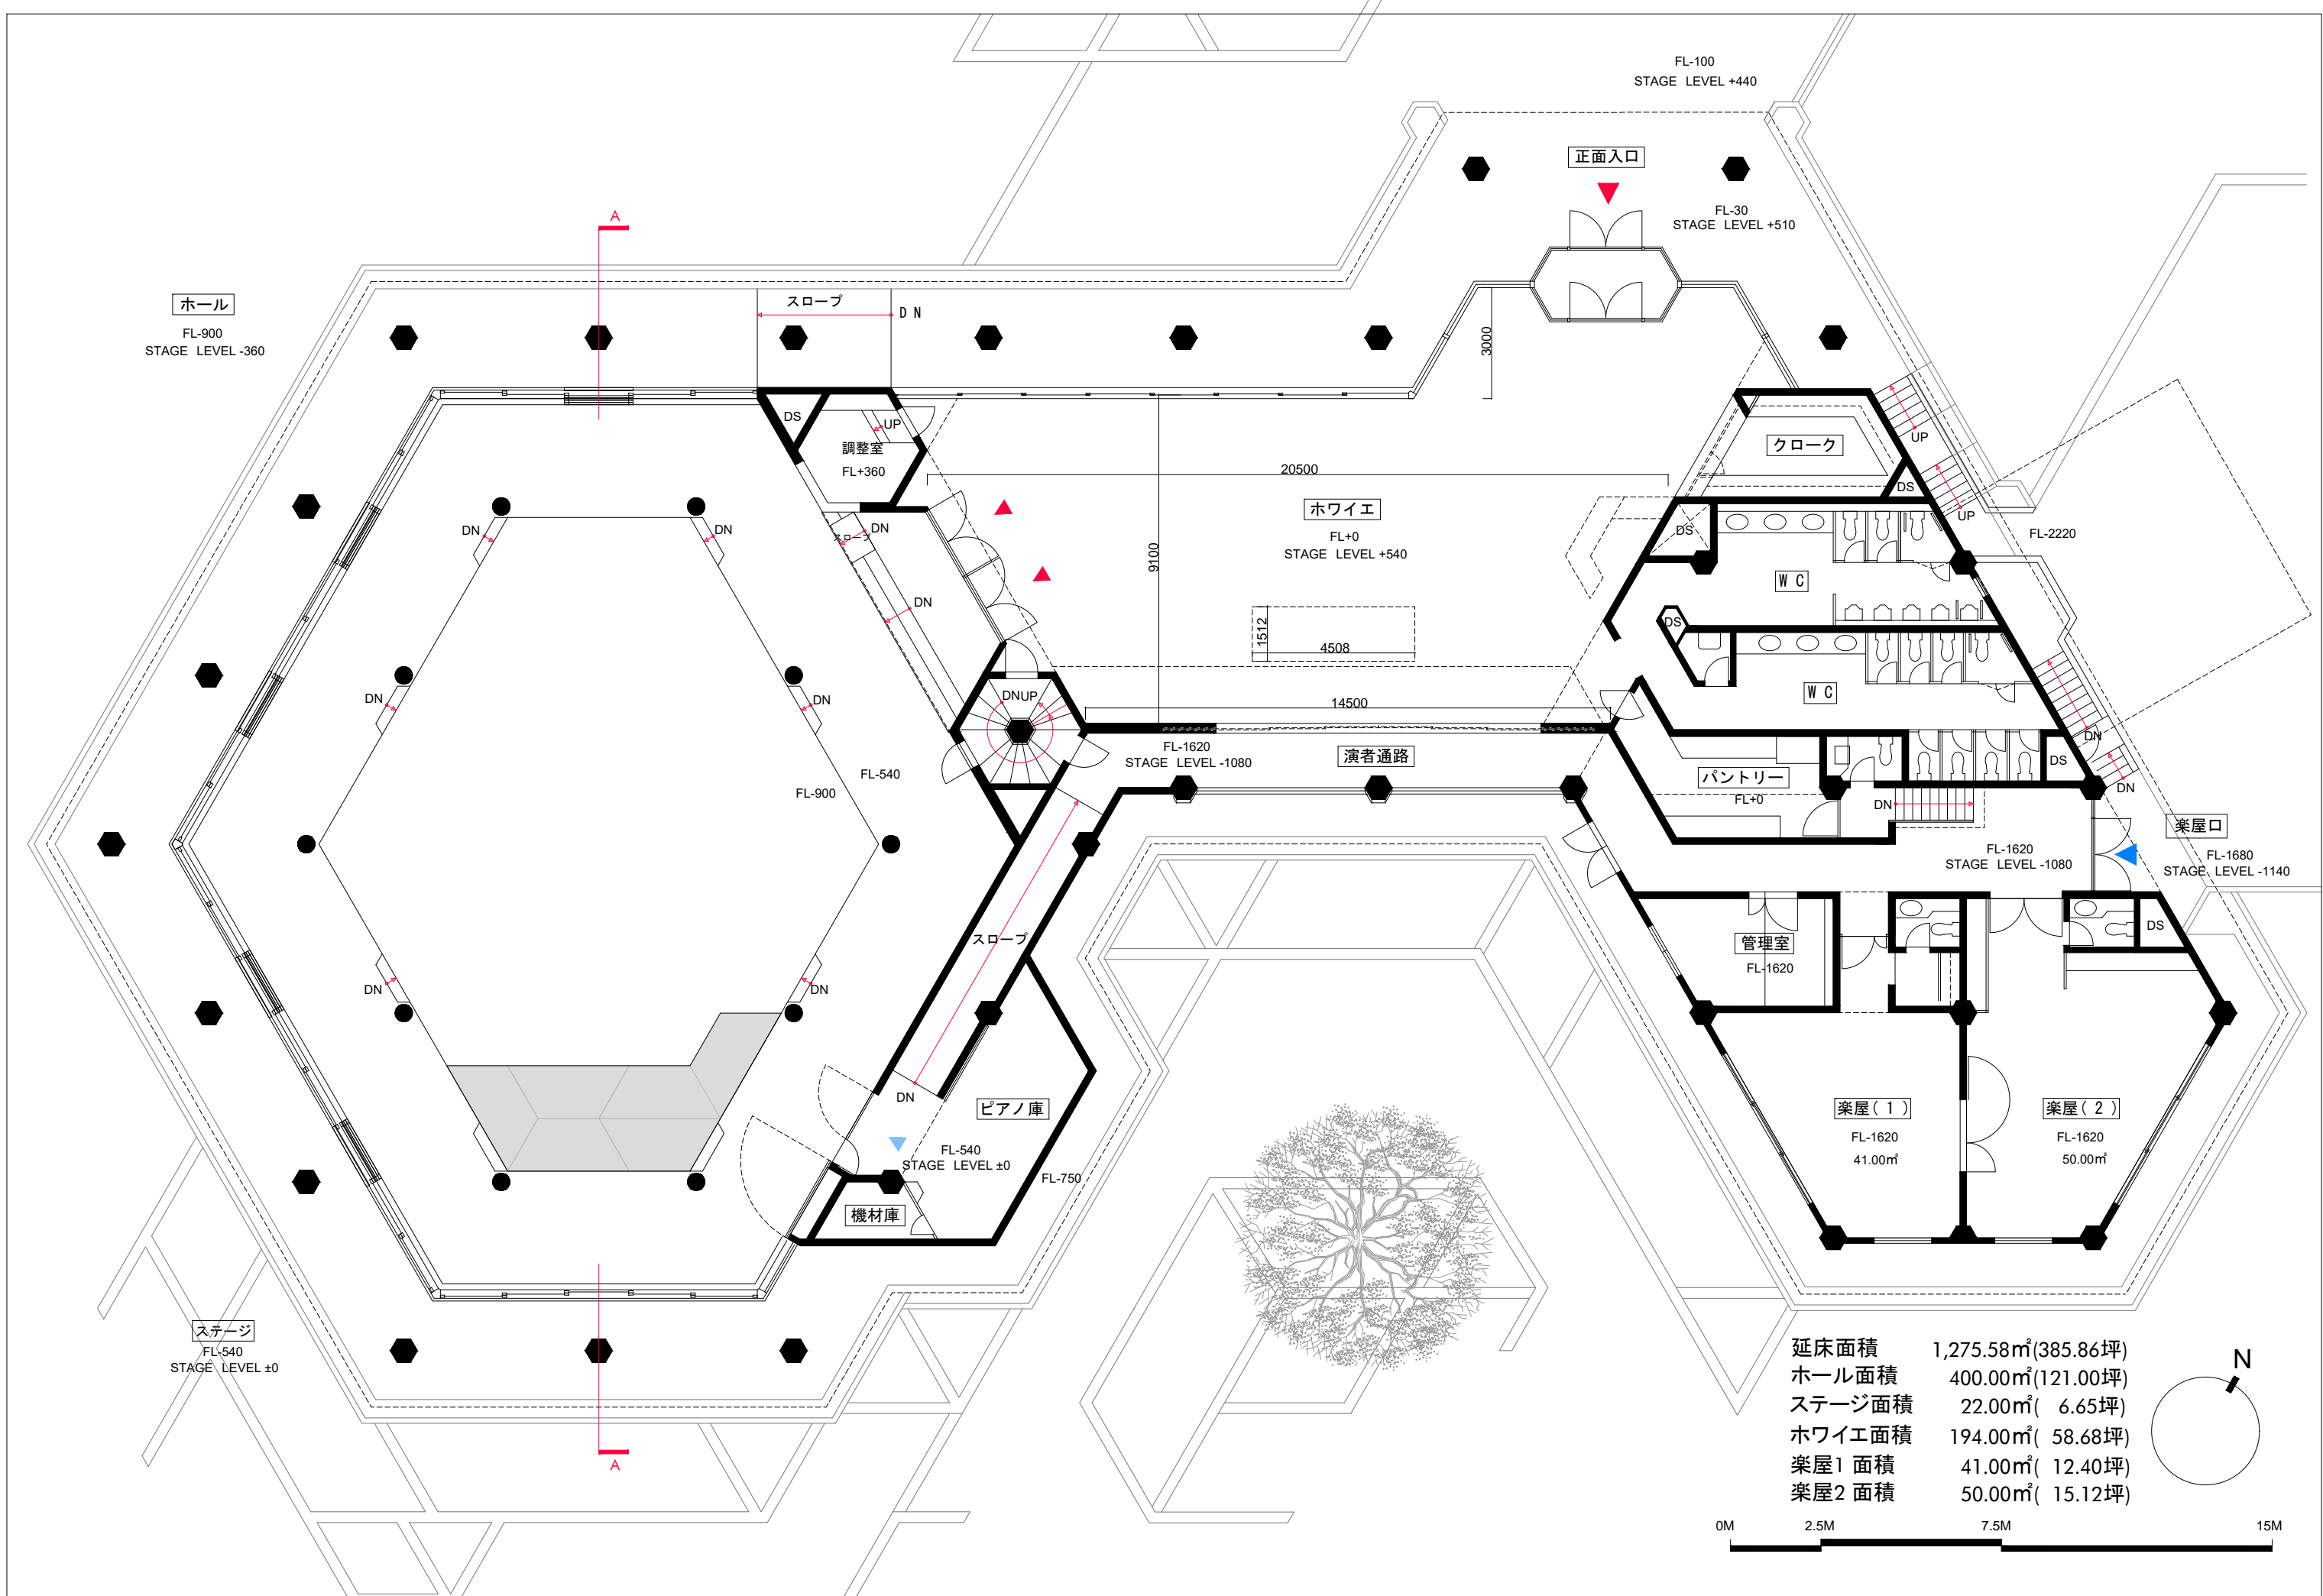 FL-100
STAGE LEVEL +440
正面入口
FL-30
STAGE LEVEL +510
A
ホール
FL-900
STAGE LEVEL -360
スロープ
DN
3000
DS
UP
調整室
FL+360
クローク
UP
DS
UP
20500
ホワイエ
FL+0
STAGE LEVEL +540
9100
DN
スロープ
DN
DN
DN
DS
FL-2220
WC
DN
1512
4508
DS
WC
DN
DN
DNUP
14500
FL-1620
STAGE LEVEL -1080
演者通路
FL-540
FL-900
パントリー
FL+0
DN
DS
DN
DN
楽屋口
FL-1680
STAGE LEVEL -1140
FL-1620
STAGE LEVEL -1080
スロープ
管理室
FL-1620
DS
DN
DN
DN
ピアノ庫
FL-540
STAGE LEVEL ±0
FL-750
機材庫
楽屋(1)
FL-1620
41.00㎡
楽屋(2)
FL-1620
50.00㎡
ステージ
FL-540
STAGE LEVEL ±0
A
延床面積 1,275.58㎡(385.86坪)
ホール面積 400.00㎡(121.00坪)
ステージ面積 22.00㎡( 6.65坪)
ホワイエ面積 194.00㎡( 58.68坪)
楽屋1 面積 41.00㎡( 12.40坪)
楽屋2 面積 50.00㎡( 15.12坪)
N
0M 2.5M 7.5M 15M